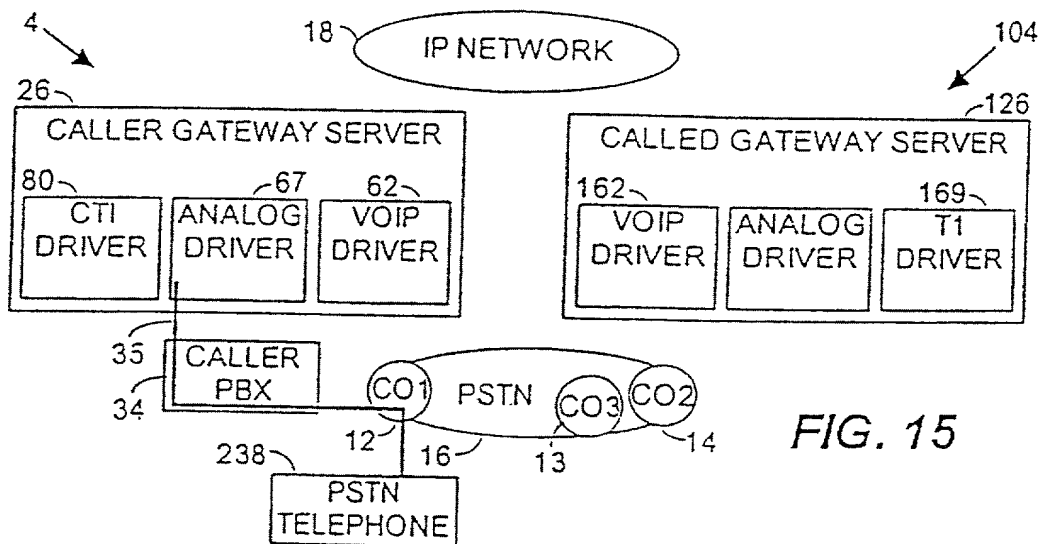 4
18
IP NETWORK
104
26
CALLER GATEWAY SERVER
80
CTI
DRIVER
67
ANALOG
DRIVER
62
VOIP
DRIVER
126
CALLED GATEWAY SERVER
162
VOIP
DRIVER
ANALOG
DRIVER
169
T1
DRIVER
35
34
CALLER
PBX
CO1
PSTN
CO3
CO2
12
16
13
14
FIG. 15
238
PSTN
TELEPHONE